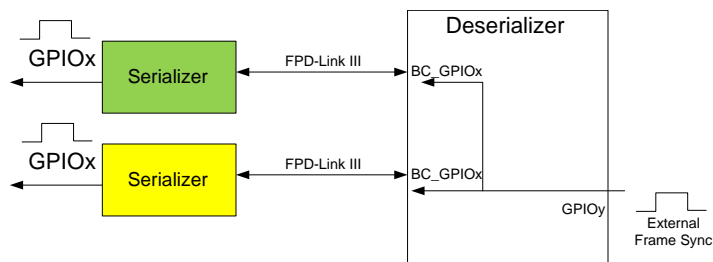 Deserializer
GPIOx
Serializer
FPD-Link III
BC_GPIOx
GPIOx
Serializer
FPD-Link III
BC_GPIOx
GPIOy
External
Frame Sync